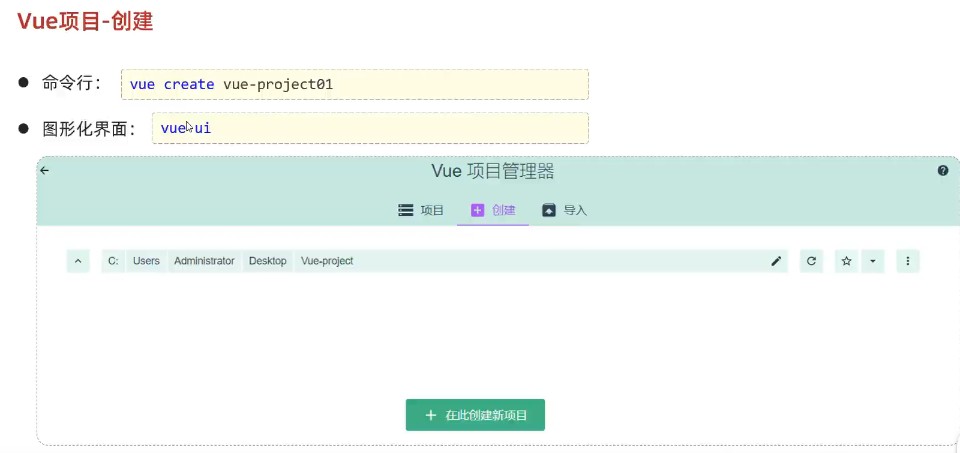 Vue项目-创建
● 命令行： vue create vue-project01
● 图形化界面： vue ui
Vue 项目管理器
项目 创建 导入
C: Users Administrator Desktop Vue-project
在此创建新项目